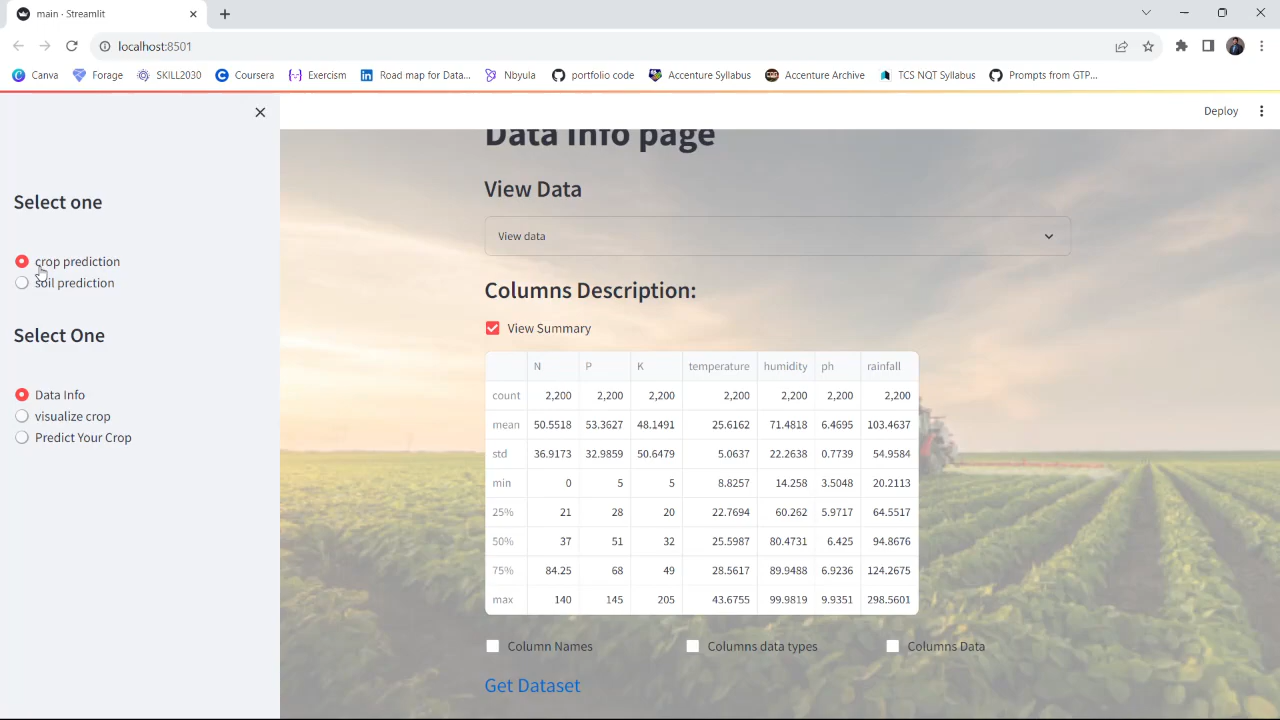 main · Streamlit
localhost:8501
Canva Forage SKILL2030 Coursera Exercism Road map for Data... Nbyula portfolio code Accenture Syllabus Accenture Archive TCS NQT Syllabus Prompts from GTP...
Deploy
Select one
crop prediction
soil prediction
Select One
Data Info
visualize crop
Predict Your Crop
Data Info page
View Data
View data
Columns Description:
View Summary
N P K temperature humidity ph rainfall
count 2,200 2,200 2,200 2,200 2,200 2,200 2,200
mean 50.5518 53.3627 48.1491 25.6162 71.4818 6.4695 103.4637
std 36.9173 32.9859 50.6479 5.0637 22.2638 0.7739 54.9584
min 0 5 5 8.8257 14.258 3.5048 20.2113
25% 21 28 20 22.7694 60.262 5.9717 64.5517
50% 37 51 32 25.5987 80.4731 6.425 94.8676
75% 84.25 68 49 28.5617 89.9488 6.9236 124.2675
max 140 145 205 43.6755 99.9819 9.9351 298.5601
Column Names Columns data types Columns Data
Get Dataset